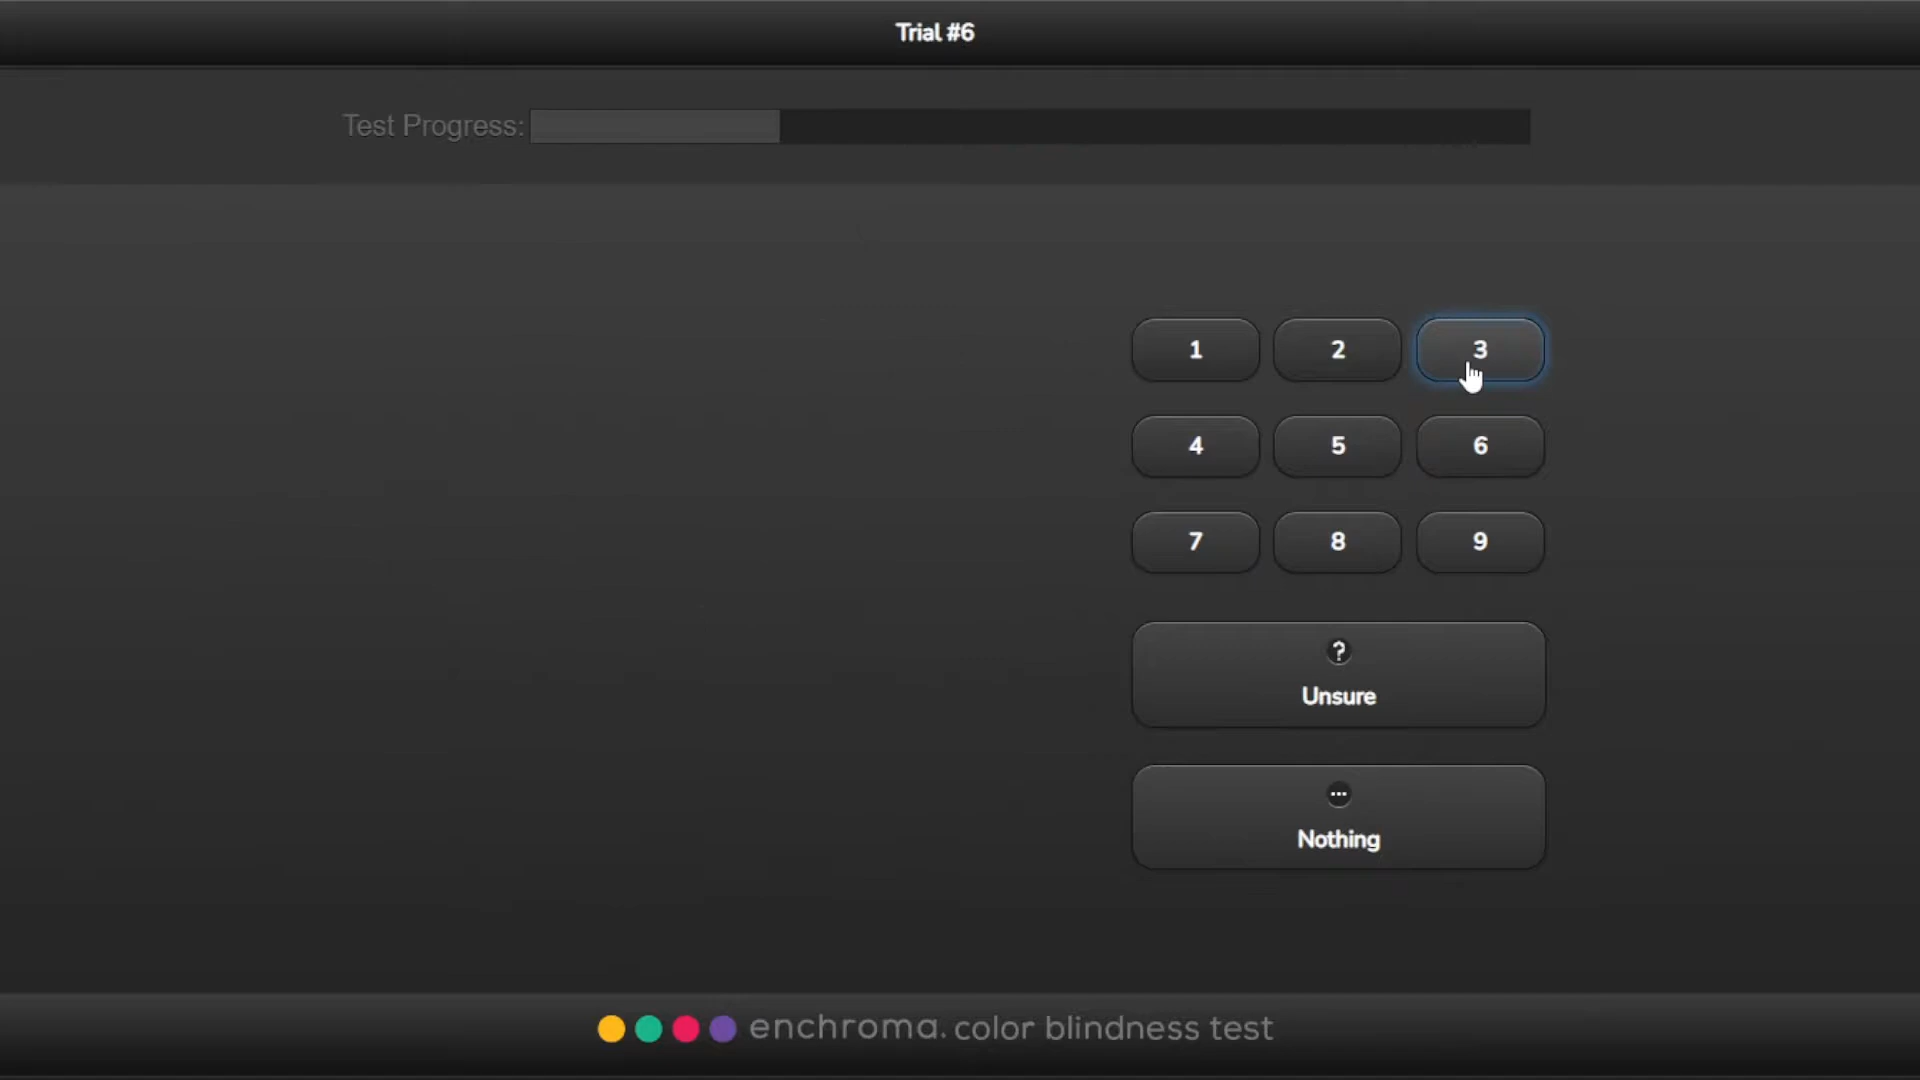 Trial #6
Test Progress:
1 2 3
4 5 6
7 8 9
?
Unsure
...
Nothing
enchroma. color blindness test